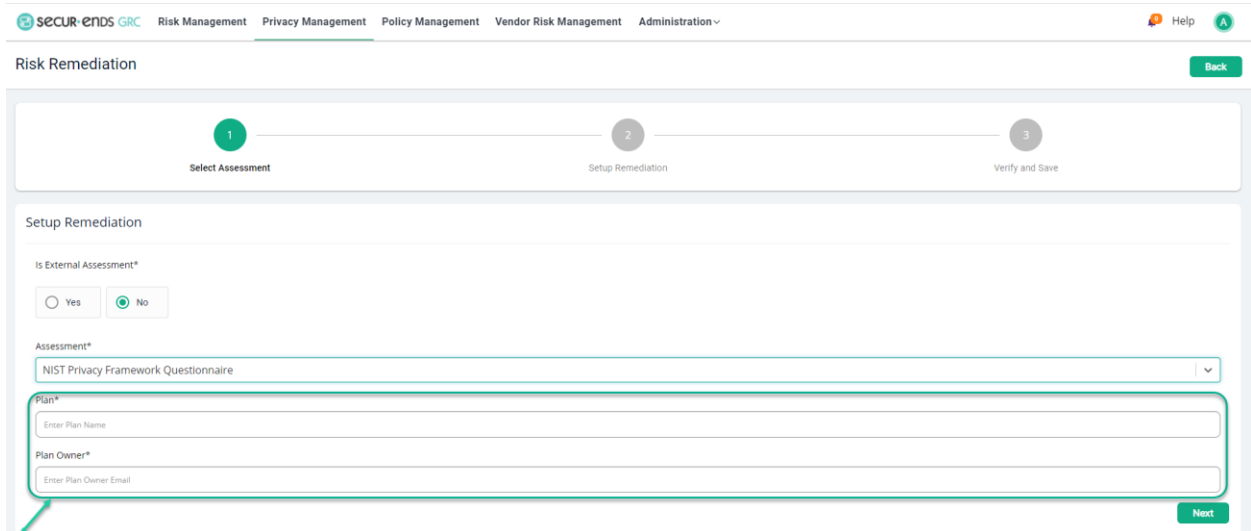 SECUR-ENDS GRC Risk Management Privacy Management Policy Management Vendor Risk Management Administration Help A
Risk Remediation Back
1 2 3
Select Assessment Setup Remediation Verify and Save
Setup Remediation
Is External Assessment*
Yes No
Assessment*
NIST Privacy Framework Questionnaire
Plan*
Enter Plan Name
Plan Owner*
Enter Plan Owner Email
Next